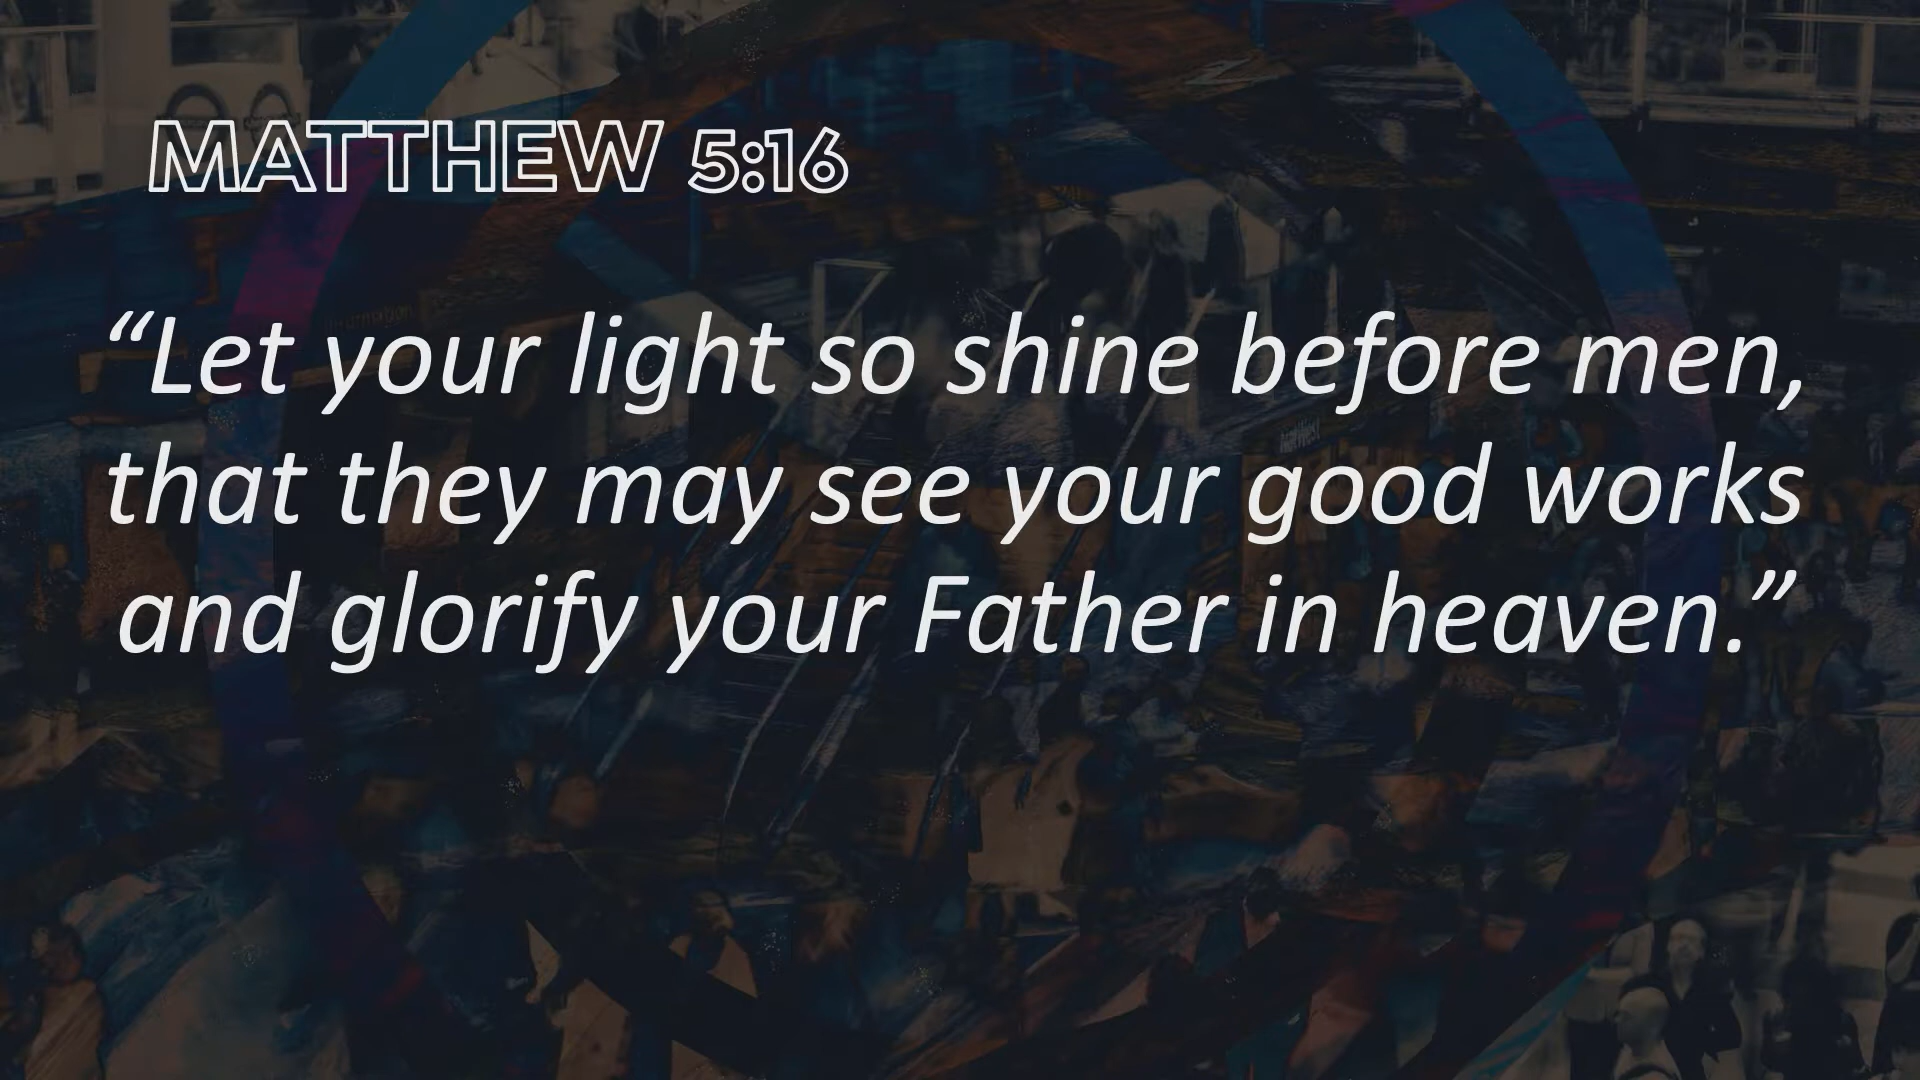 MATTHEW 5:16
“Let your light so shine before men,
that they may see your good works
and glorify your Father in heaven.”